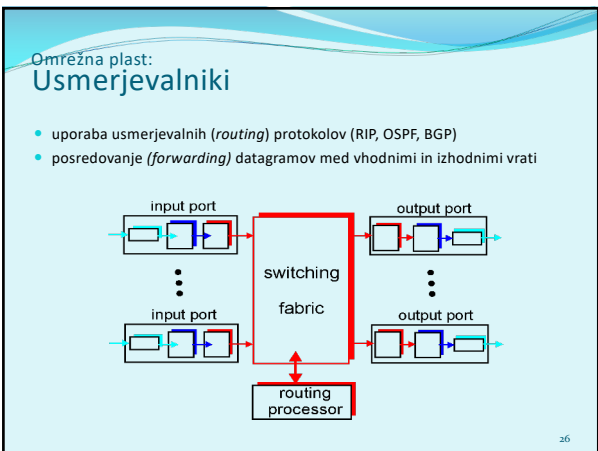 Omrežna plast:
Usmerjevalniki
uporaba usmerjevalnih (routing) protokolov (RIP, OSPF, BGP)
posredovanje (forwarding) datagramov med vhodnimi in izhodnimi vrati
input port
output port
switching
fabric
input port
output port
routing
processor
26